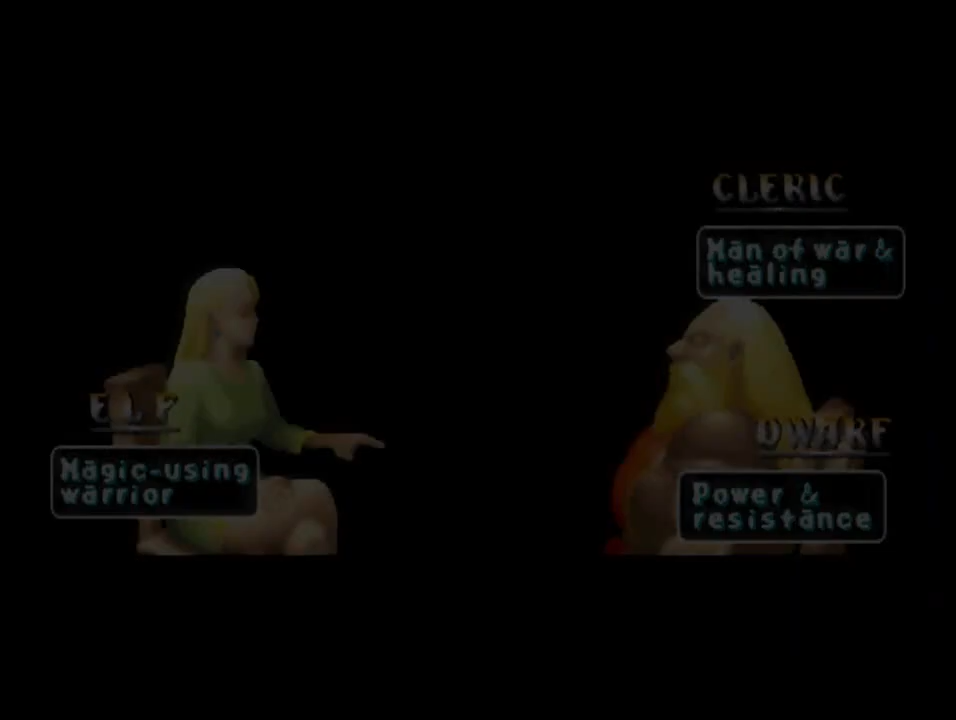 CLERIC
Man of war &
healing
ELF
Magic-using
warrior
DWARF
Power &
resistance